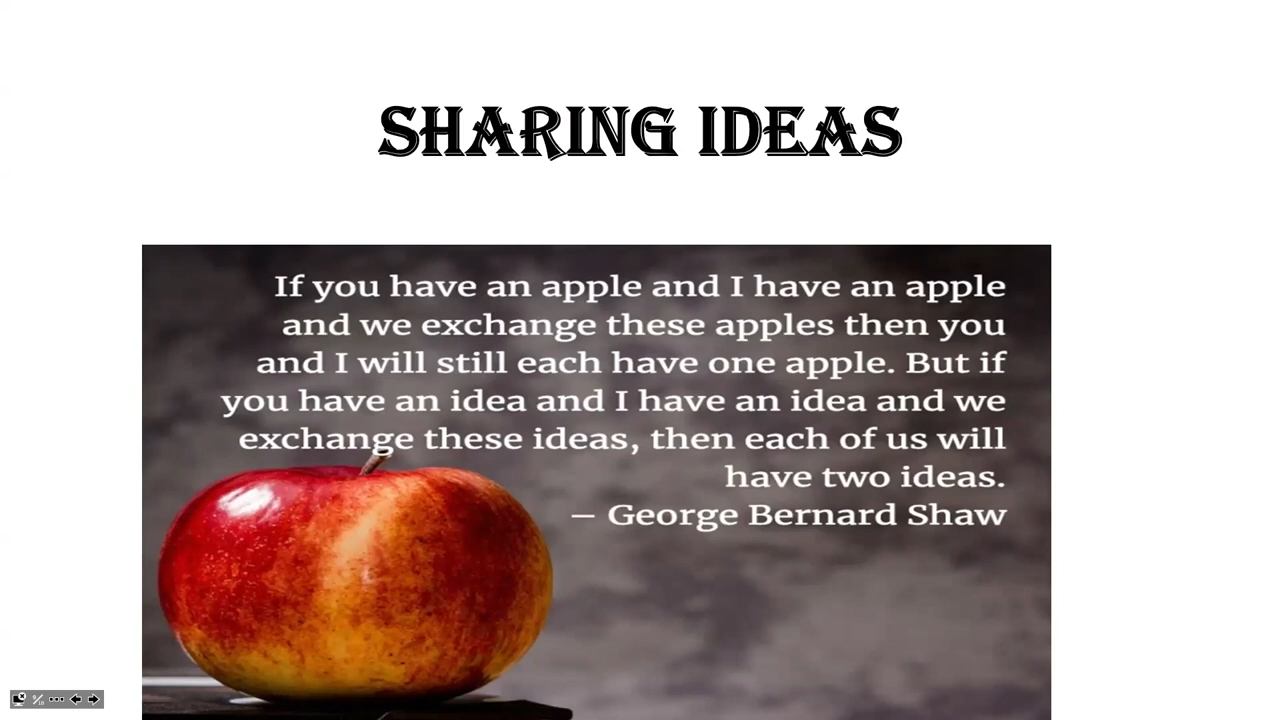 SHARING IDEAS
If you have an apple and I have an apple
and we exchange these apples then you
and I will still each have one apple. But if
you have an idea and I have an idea and we
exchange these ideas, then each of us will
have two ideas.
– George Bernard Shaw